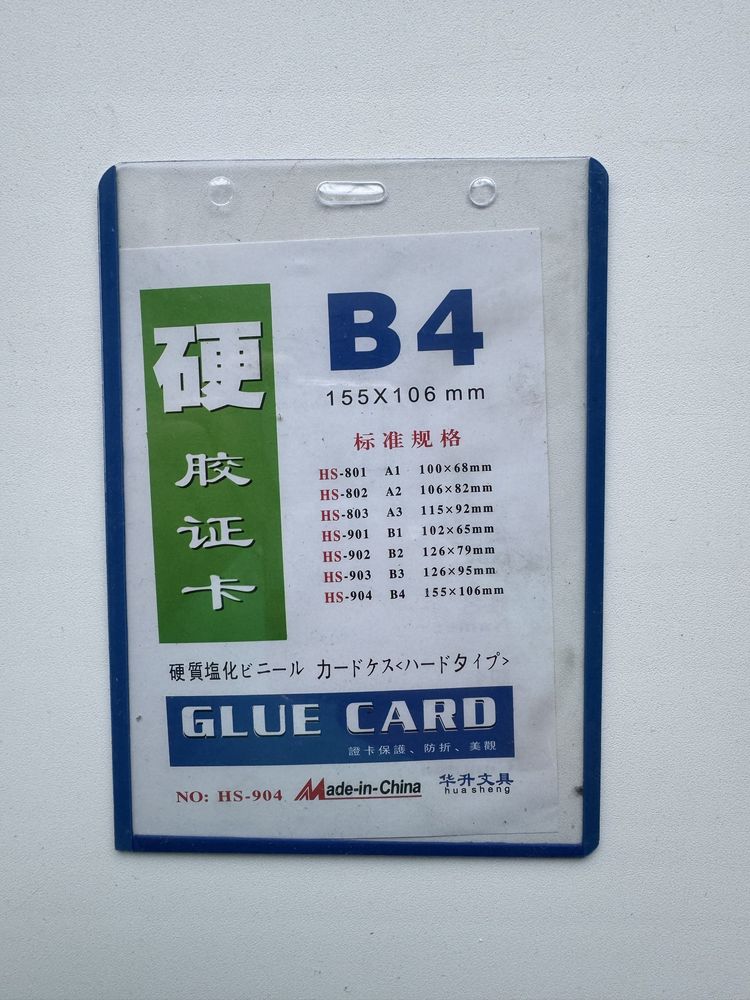 硬
胶
证
卡
B4
155X106 mm
标准规格
HS-801 A1 100×68mm
HS-802 A2 106×82mm
HS-803 A3 115×92mm
HS-901 B1 102×65mm
HS-902 B2 126×79mm
HS-903 B3 126×95mm
HS-904 B4 155×106mm
硬質塩化ビニール カードケス<ハードタイプ>
GLUE CARD
證卡保護、防折、美觀
NO: HS-904 Made-in-China 华升文具
huasheng